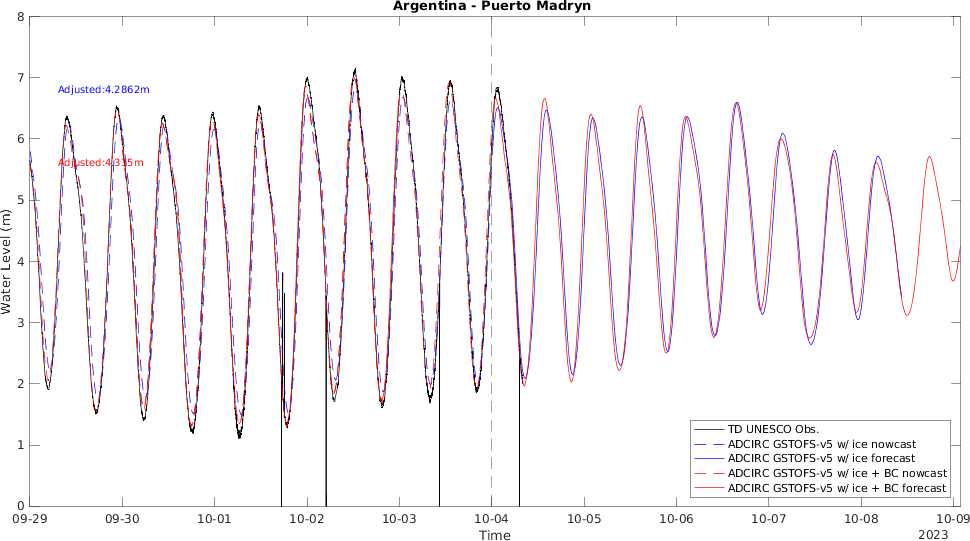 Argentina - Puerto Madryn
8
7
6
5
4
3
2
1
0
Water Level (m)
Adjusted:4.2862m
Adjusted:4.335m
TD UNESCO Obs.
ADCIRC GSTOFS-v5 w/ ice nowcast
ADCIRC GSTOFS-v5 w/ ice forecast
ADCIRC GSTOFS-v5 w/ ice + BC nowcast
ADCIRC GSTOFS-v5 w/ ice + BC forecast
09-29 09-30 10-01 10-02 10-03 10-04 10-05 10-06 10-07 10-08 10-09
Time
2023